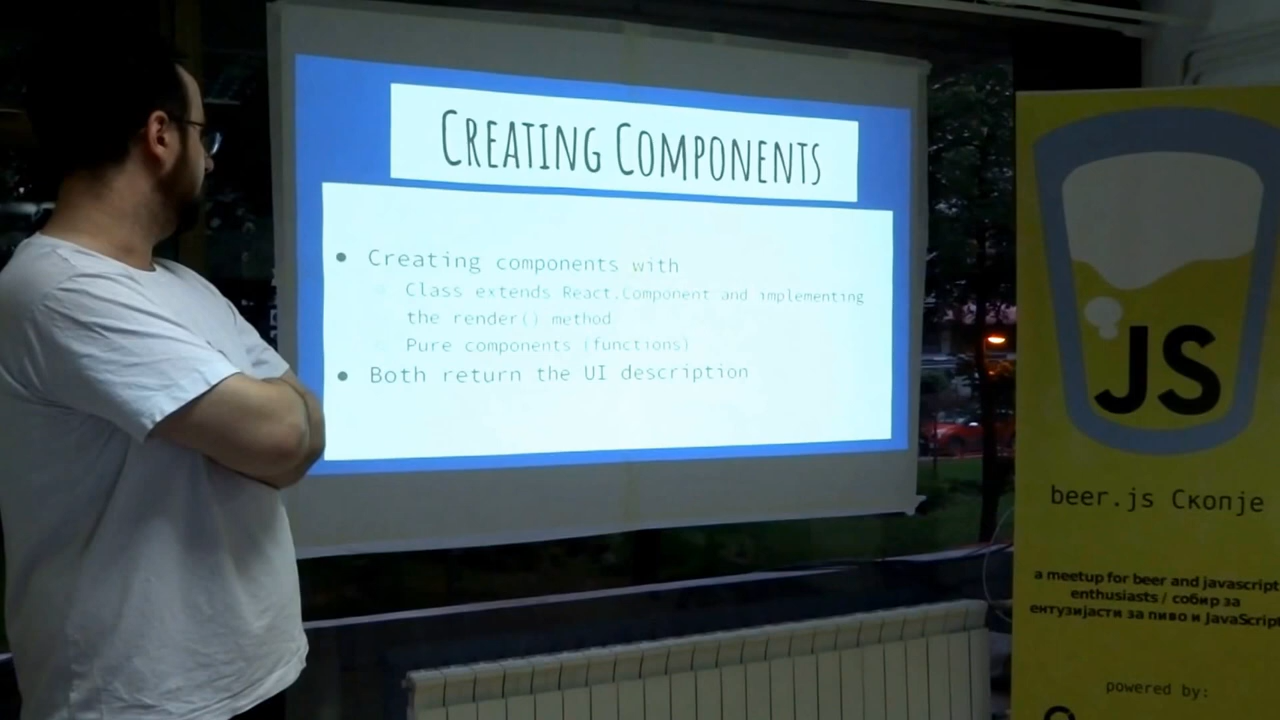 CREATING COMPONENTS
Creating components with
Class extends React.Component and implementing
the render() method
Pure components (functions)
Both return the UI description
JS
beer.js Скопје
a meetup for beer and javascript
enthusiasts / собир за
ентузијасти за пиво и JavaScript
powered by: